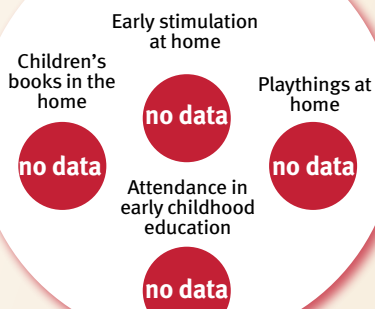 Early stimulation
at home
no data
Children's
books in the
home
no data
Playthings at
home
no data
Attendance in
early childhood
education
no data